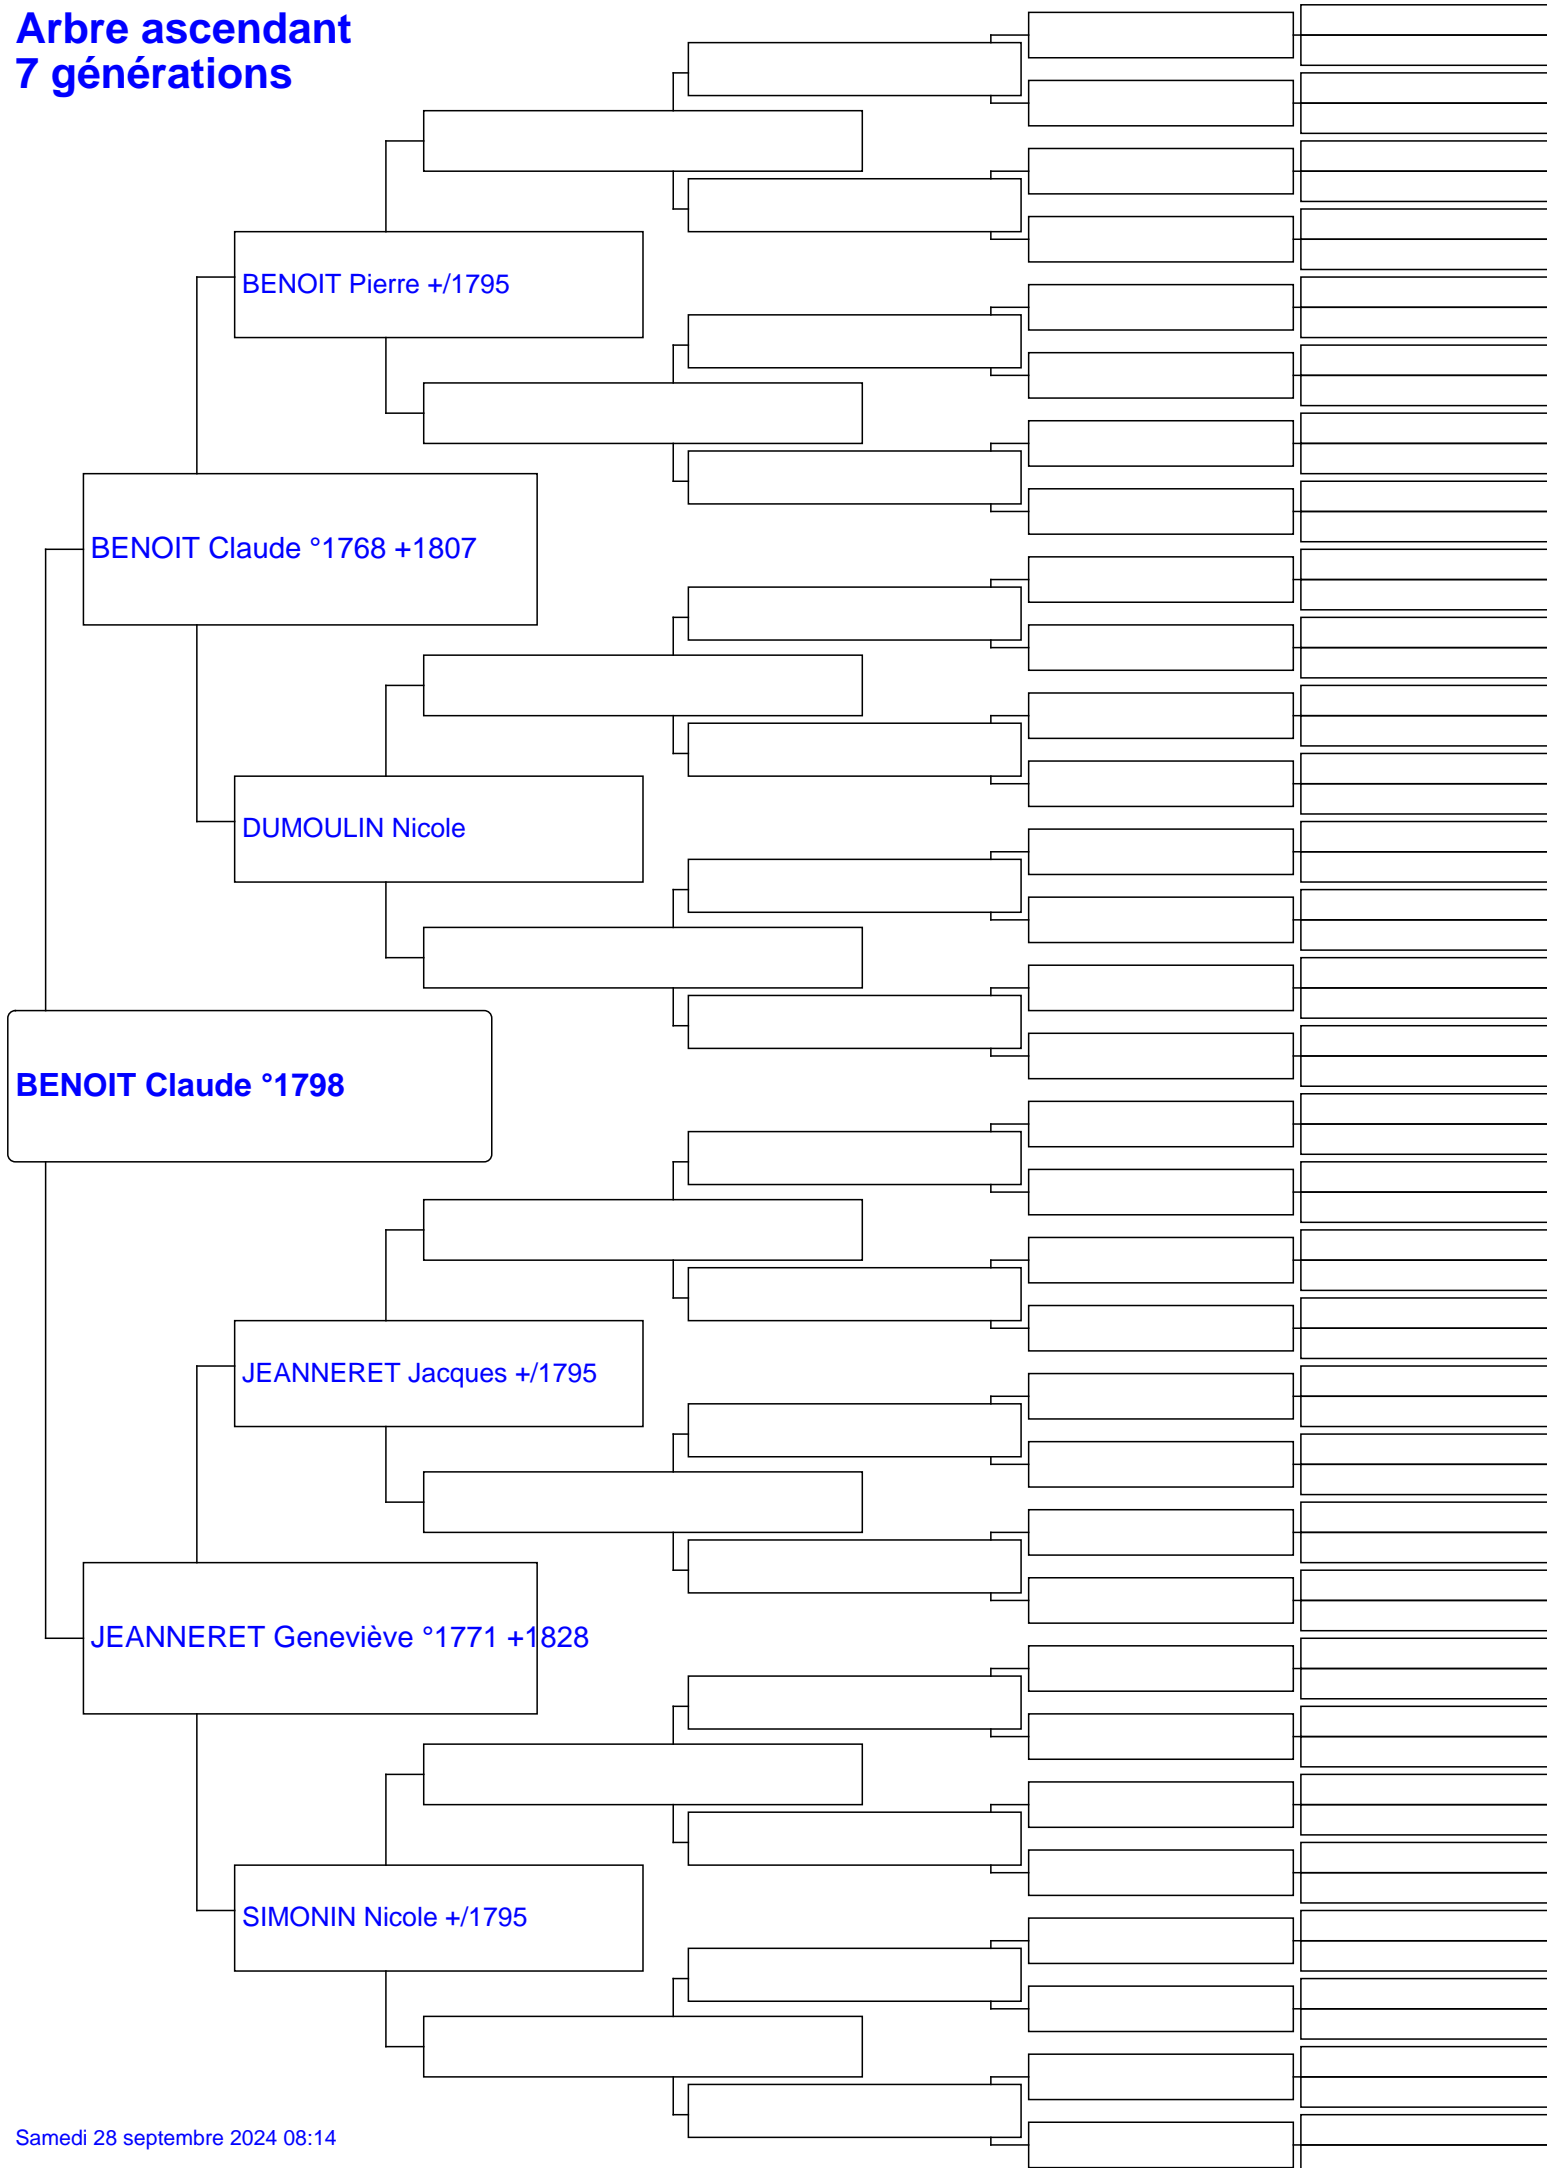 Arbre ascendant
7 générations
BENOIT Pierre +/1795
BENOIT Claude °1768 +1807
DUMOULIN Nicole
BENOIT Claude °1798
JEANNERET Jacques +/1795
JEANNERET Geneviève °1771 +1828
SIMONIN Nicole +/1795
Samedi 28 septembre 2024 08:14